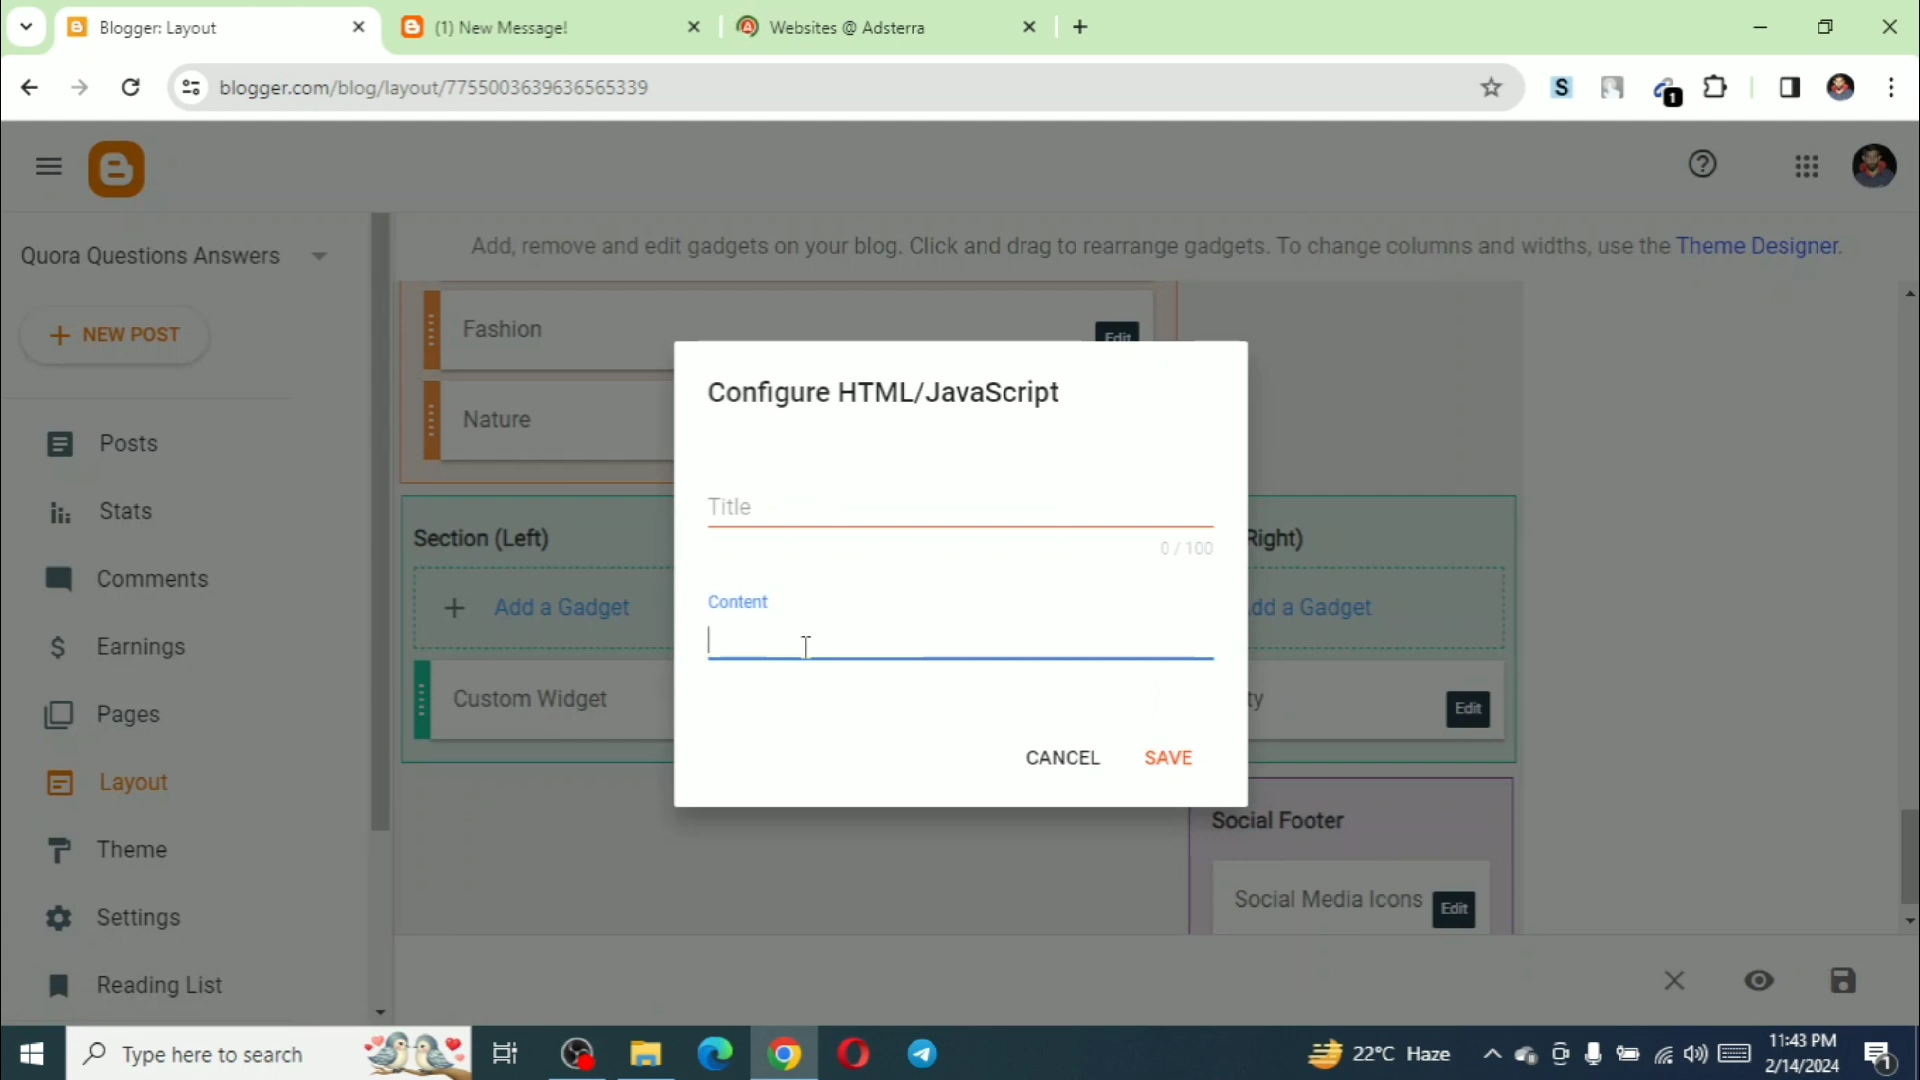 Blogger: Layout
(1) New Message!
Websites @ Adsterra
blogger.com/blog/layout/7755003639636565339
S
1
Quora Questions Answers
Add, remove and edit gadgets on your blog. Click and drag to rearrange gadgets. To change columns and widths, use the Theme Designer.
NEW POST
Fashion
Edit
Nature
Posts
Stats
Comments
Earnings
Pages
Layout
Theme
Settings
Reading List
Section (Left)
Add a Gadget
Custom Widget
Configure HTML/JavaScript
Title
0 / 100
Content
CANCEL
SAVE
Right)
dd a Gadget
ty
Edit
Social Footer
Social Media Icons
Edit
Type here to search
22°C Haze
11:43 PM
2/14/2024
1